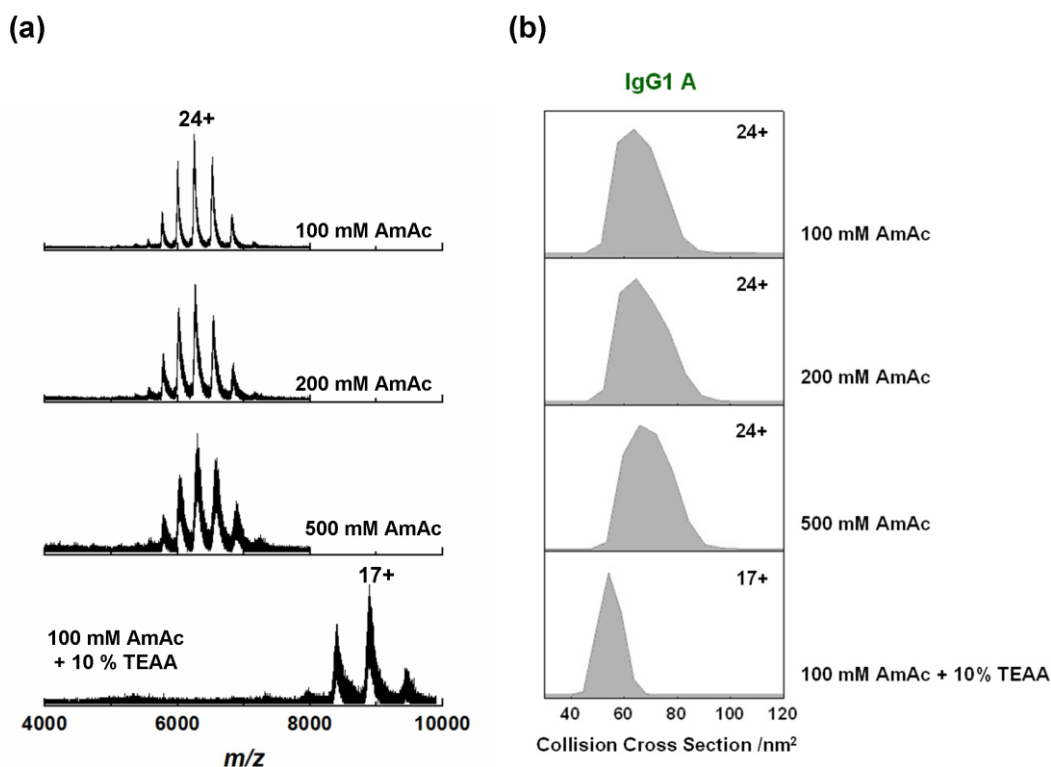 (a)
24+
100 mM AmAc
200 mM AmAc
500 mM AmAc
17+
100 mM AmAc
+ 10 % TEAA
4000 6000 8000 10000
m/z
(b)
IgG1 A
24+
100 mM AmAc
24+
200 mM AmAc
24+
500 mM AmAc
17+
100 mM AmAc + 10% TEAA
40 60 80 100 120
Collision Cross Section /nm²